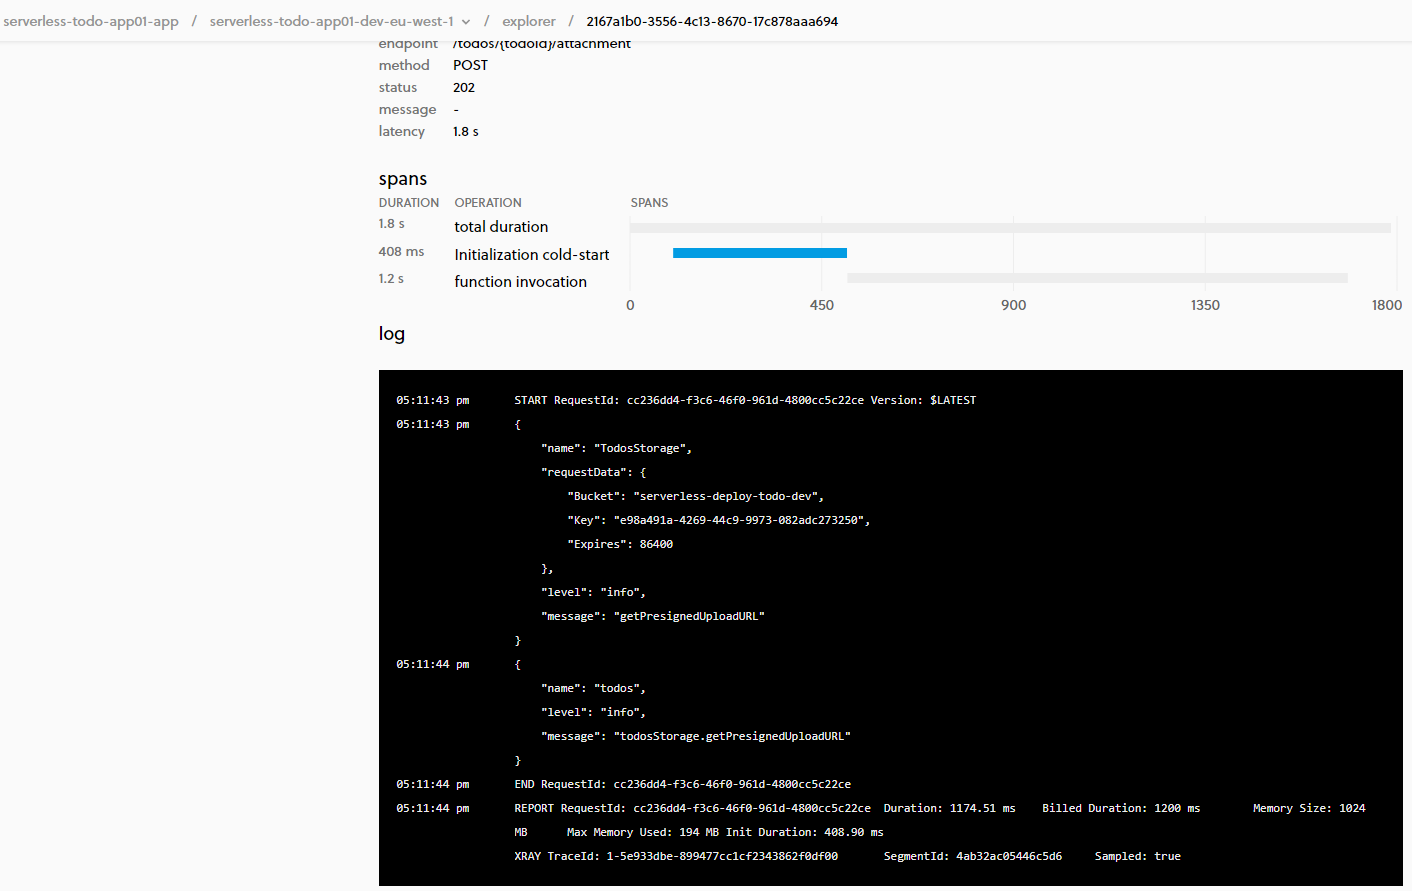 serverless-todo-app01-app / serverless-todo-app01-dev-eu-west-1 / explorer / 2167a1b0-3556-4c13-8670-17c878aaa694
endpoint /todos/{todoId}/attachment
method POST
status 202
message -
latency 1.8 s
spans
DURATION OPERATION SPANS
1.8 s total duration
408 ms Initialization cold-start
1.2 s function invocation
0 450 900 1350 1800
log
05:11:43 pm START RequestId: cc236dd4-f3c6-46f0-961d-4800cc5c22ce Version: $LATEST
05:11:43 pm {
"name": "TodosStorage",
"requestData": {
"Bucket": "serverless-deploy-todo-dev",
"Key": "e98a491a-4269-44c9-9973-082adc273250",
"Expires": 86400
},
"level": "info",
"message": "getPresignedUploadURL"
}
05:11:44 pm {
"name": "todos",
"level": "info",
"message": "todosStorage.getPresignedUploadURL"
}
05:11:44 pm END RequestId: cc236dd4-f3c6-46f0-961d-4800cc5c22ce
05:11:44 pm REPORT RequestId: cc236dd4-f3c6-46f0-961d-4800cc5c22ce Duration: 1174.51 ms Billed Duration: 1200 ms Memory Size: 1024
MB Max Memory Used: 194 MB Init Duration: 408.90 ms
XRAY TraceId: 1-5e933dbe-899477cc1cf2343862f0df00 SegmentId: 4ab32ac05446c5d6 Sampled: true